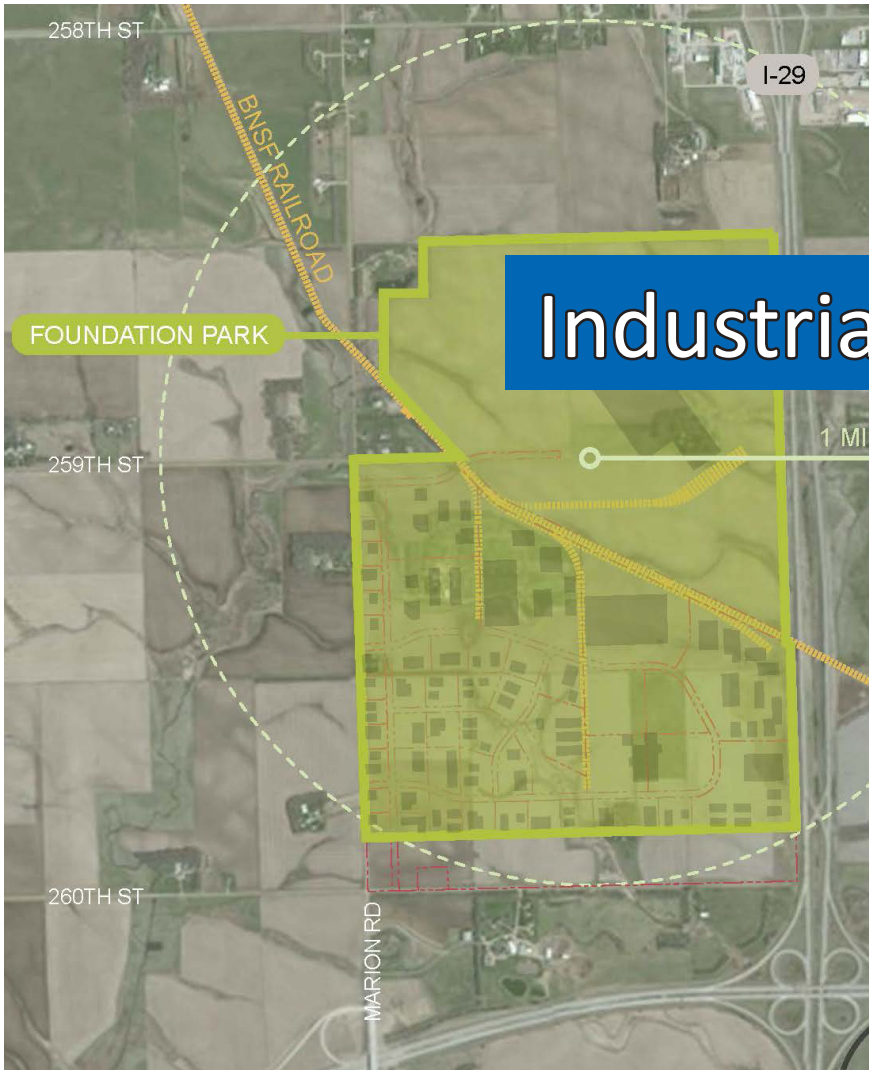 258TH ST
I-29
BNSF RAILROAD
Industria
FOUNDATION PARK
1 MI
259TH ST
260TH ST
MARION RD